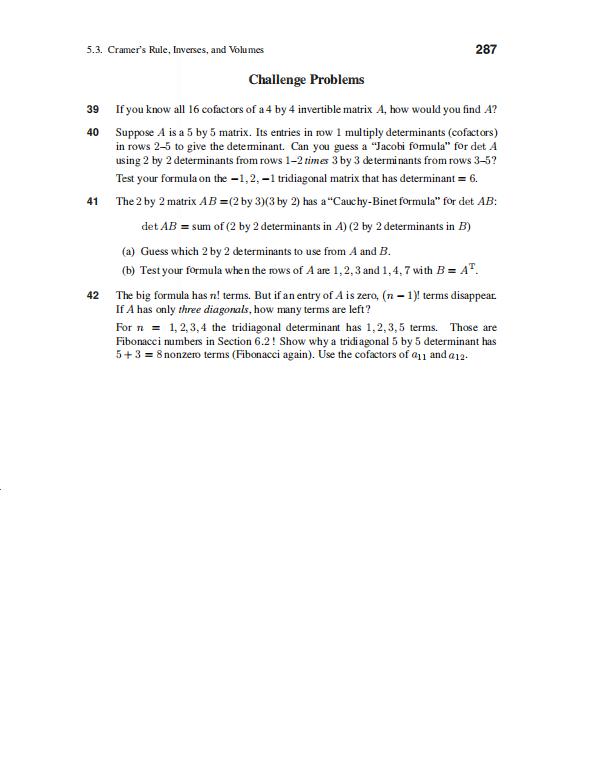 5.3. Cramer's Rule, Inverses, and Volumes 287
Challenge Problems
39 If you know all 16 cofactors of a 4 by 4 invertible matrix A, how would you find A?
40 Suppose A is a 5 by 5 matrix. Its entries in row 1 multiply determinants (cofactors)
in rows 2–5 to give the determinant. Can you guess a “Jacobi formula” for det A
using 2 by 2 determinants from rows 1–2 times 3 by 3 determinants from rows 3–5?
Test your formula on the −1, 2, −1 tridiagonal matrix that has determinant = 6.
41 The 2 by 2 matrix AB = (2 by 3)(3 by 2) has a “Cauchy-Binet formula” for det AB:
det AB = sum of (2 by 2 determinants in A) (2 by 2 determinants in B)
(a) Guess which 2 by 2 determinants to use from A and B.
(b) Test your formula when the rows of A are 1, 2, 3 and 1, 4, 7 with B = Aᵀ.
42 The big formula has n! terms. But if an entry of A is zero, (n − 1)! terms disappear.
If A has only three diagonals, how many terms are left?
For n = 1, 2, 3, 4 the tridiagonal determinant has 1, 2, 3, 5 terms. Those are
Fibonacci numbers in Section 6.2! Show why a tridiagonal 5 by 5 determinant has
5 + 3 = 8 nonzero terms (Fibonacci again). Use the cofactors of a₁₁ and a₁₂.